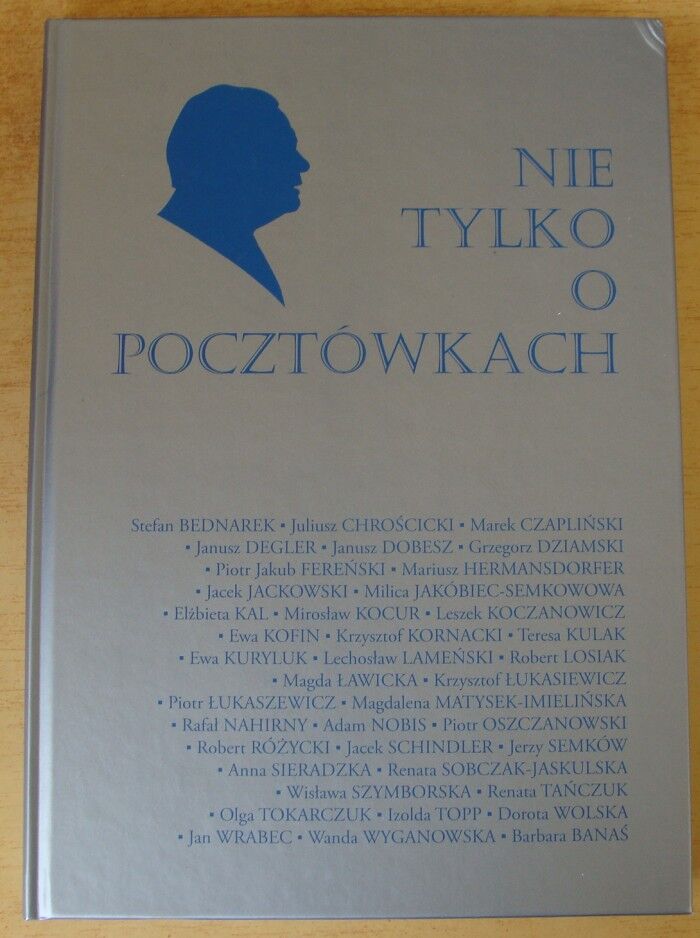 NIE
TYLKO
O
POCZTÓWKACH
Stefan BEDNAREK ▪ Juliusz CHROŚCICKI ▪ Marek CZAPLIŃSKI
▪ Janusz DEGLER ▪ Janusz DOBESZ ▪ Grzegorz DZIAMSKI
▪ Piotr Jakub FEREŃSKI ▪ Mariusz HERMANSDORFER
▪ Jacek JACKOWSKI ▪ Milica JAKÓBIEC-SEMKOWOWA
▪ Elżbieta KAL ▪ Mirosław KOCUR ▪ Leszek KOCZANOWICZ
▪ Ewa KOFIN ▪ Krzysztof KORNACKI ▪ Teresa KULAK
▪ Ewa KURYLUK ▪ Lechosław LAMEŃSKI ▪ Robert LOSIAK
▪ Magda ŁAWICKA ▪ Krzysztof ŁUKASIEWICZ
▪ Piotr ŁUKASZEWICZ ▪ Magdalena MATYSEK-IMIELIŃSKA
▪ Rafał NAHIRNY ▪ Adam NOBIS ▪ Piotr OSZCZANOWSKI
▪ Robert RÓŻYCKI ▪ Jacek SCHINDLER ▪ Jerzy SEMKÓW
▪ Anna SIERADZKA ▪ Renata SOBCZAK-JASKULSKA
▪ Wisława SZYMBORSKA ▪ Renata TAŃCZUK
▪ Olga TOKARCZUK ▪ Izolda TOPP ▪ Dorota WOLSKA
▪ Jan WRABEC ▪ Wanda WYGANOWSKA ▪ Barbara BANAŚ